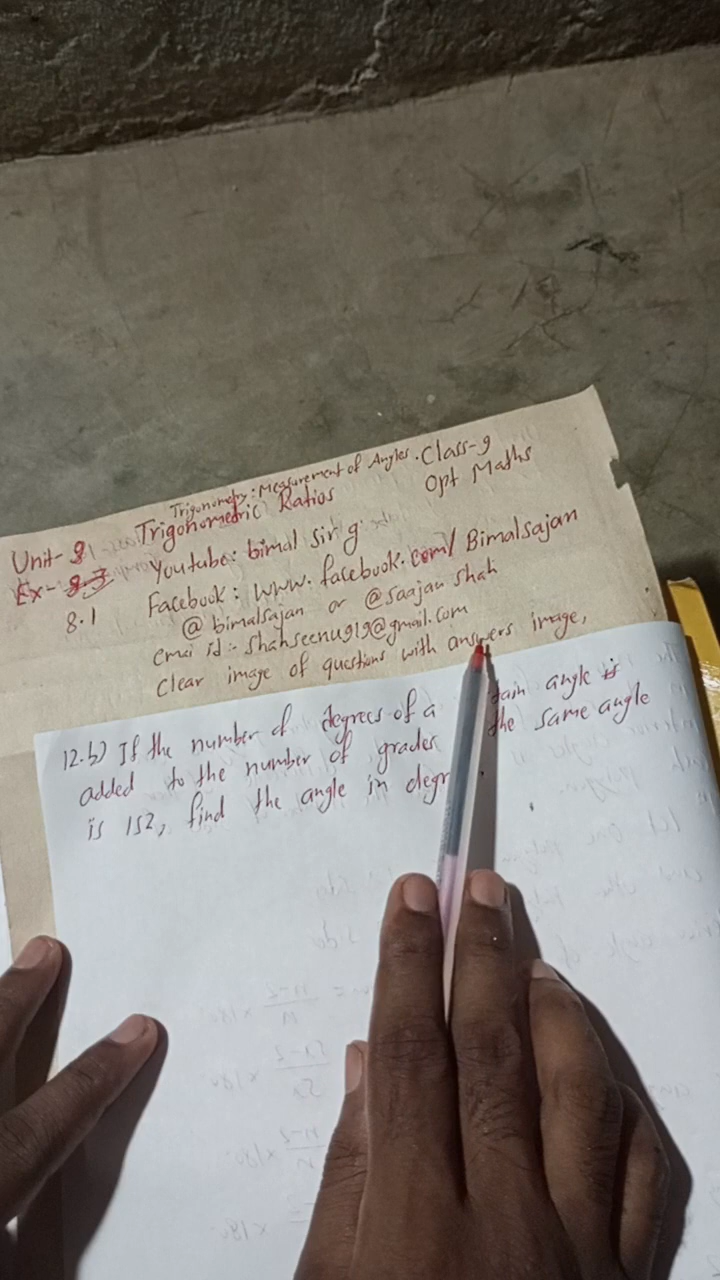 Trigonometry: Measurement of Angles. Class-9
Unit-8 Trigonometric Ratios Opt Maths
Ex- 8.3 Youtube: bimal sir g
8.1 Facebook: www.facebook.com/Bimalsajan
@bimalsajan or @saajan shah
emai id:- shahseenu919@gmail.com
Clear image of questions with answers image,
12.b) If the number of degrees of a tain angle is
added to the number of grades the same angle
is 152, find the angle in degr